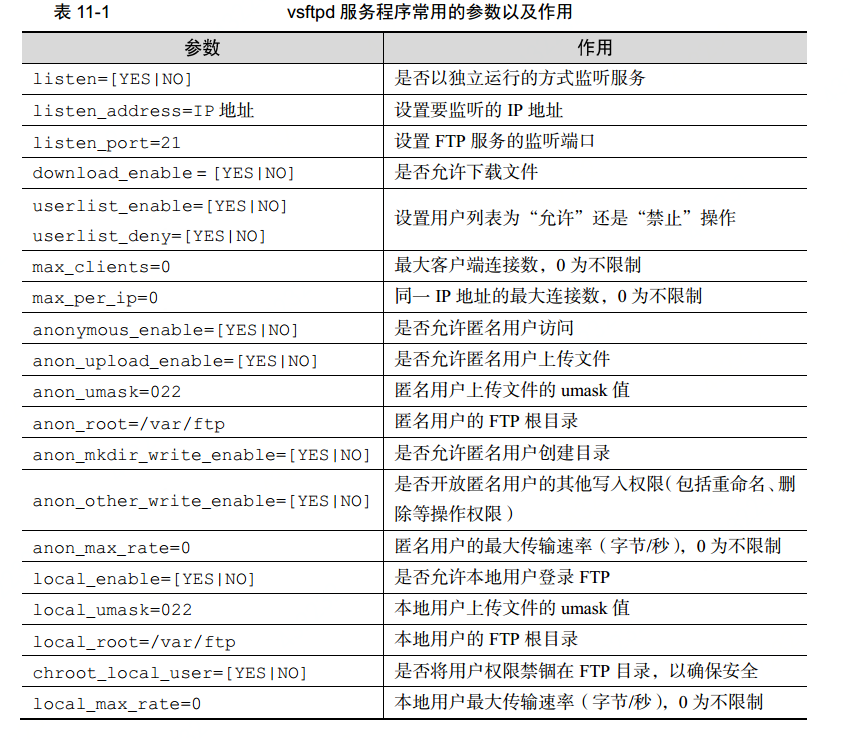 表 11-1 vsftpd 服务程序常用的参数以及作用
参数 作用
listen=[YES|NO] 是否以独立运行的方式监听服务
listen_address=IP 地址 设置要监听的 IP 地址
listen_port=21 设置 FTP 服务的监听端口
download_enable=[YES|NO] 是否允许下载文件
userlist_enable=[YES|NO]
userlist_deny=[YES|NO]
设置用户列表为“允许”还是“禁止”操作
max_clients=0 最大客户端连接数，0 为不限制
max_per_ip=0 同一 IP 地址的最大连接数，0 为不限制
anonymous_enable=[YES|NO] 是否允许匿名用户访问
anon_upload_enable=[YES|NO] 是否允许匿名用户上传文件
anon_umask=022 匿名用户上传文件的 umask 值
anon_root=/var/ftp 匿名用户的 FTP 根目录
anon_mkdir_write_enable=[YES|NO] 是否允许匿名用户创建目录
anon_other_write_enable=[YES|NO]
是否开放匿名用户的其他写入权限（包括重命名、删
除等操作权限）
anon_max_rate=0 匿名用户的最大传输速率（字节/秒），0 为不限制
local_enable=[YES|NO] 是否允许本地用户登录 FTP
local_umask=022 本地用户上传文件的 umask 值
local_root=/var/ftp 本地用户的 FTP 根目录
chroot_local_user=[YES|NO] 是否将用户权限禁锢在 FTP 目录，以确保安全
local_max_rate=0 本地用户最大传输速率（字节/秒），0 为不限制